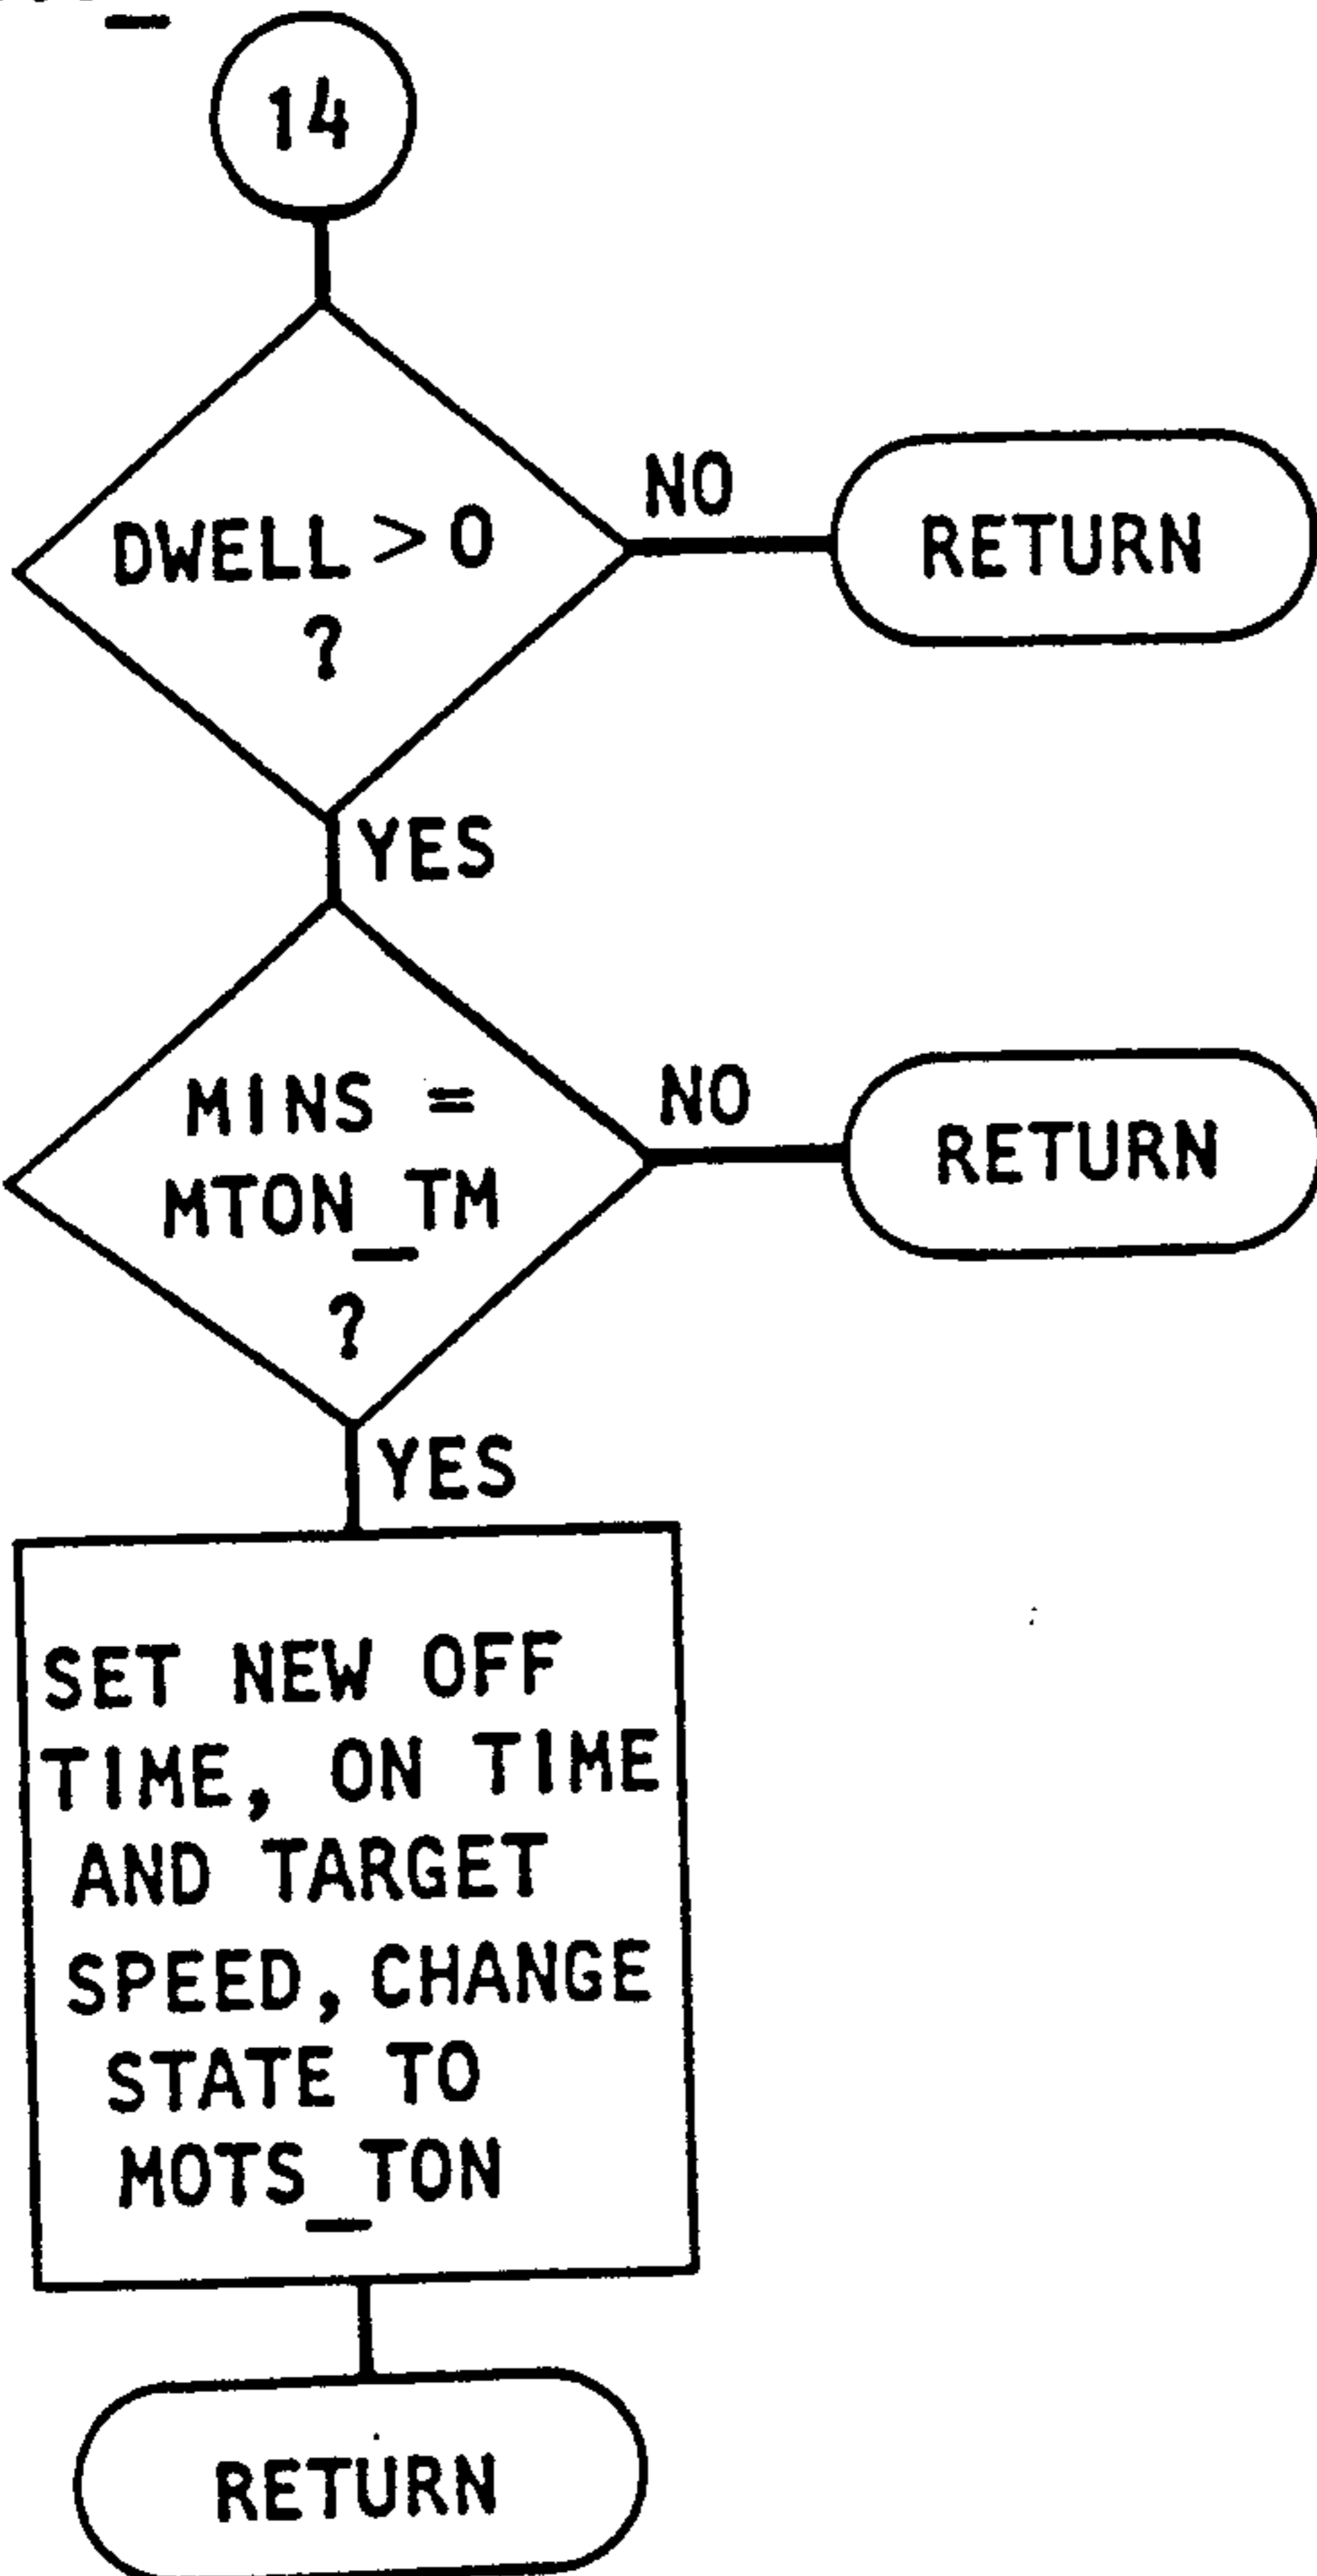 14
DWELL > 0
?
NO
RETURN
YES
MINS =
MTON_TM
?
NO
RETURN
YES
SET NEW OFF
TIME, ON TIME
AND TARGET
SPEED, CHANGE
STATE TO
MOTS_TON
RETURN